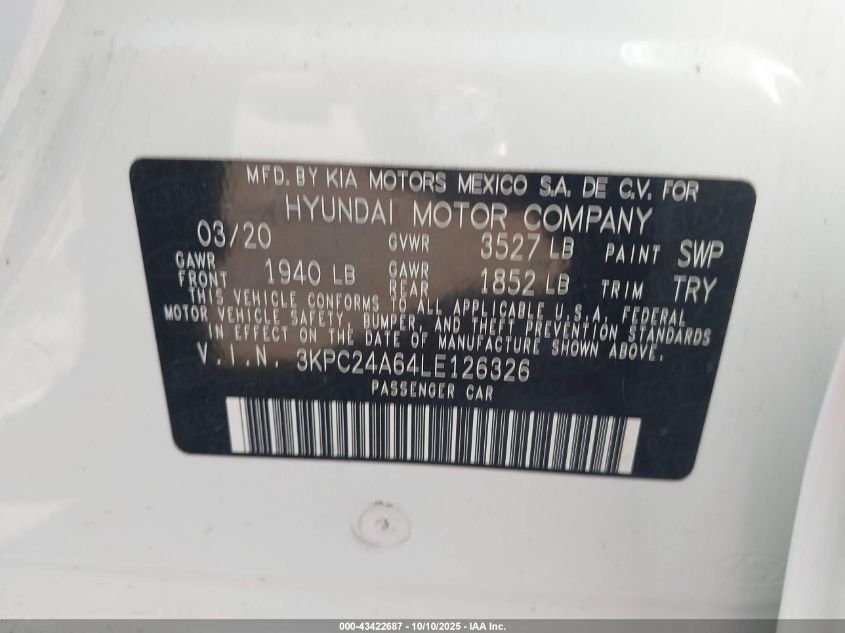 MFD. BY KIA MOTORS MEXICO S.A. DE C.V. FOR
HYUNDAI MOTOR COMPANY
03/20 GVWR 3527 LB PAINT SWP
GAWR FRONT 1940 LB GAWR REAR 1852 LB TRIM TRY
THIS VEHICLE CONFORMS TO ALL APPLICABLE U.S.A. FEDERAL
MOTOR VEHICLE SAFETY, BUMPER, AND THEFT PREVENTION STANDARDS
IN EFFECT ON THE DATE OF MANUFACTURE SHOWN ABOVE.
V.I.N. 3KPC24A64LE126326
PASSENGER CAR
000-43422687 - 10/10/2025 - IAA Inc.